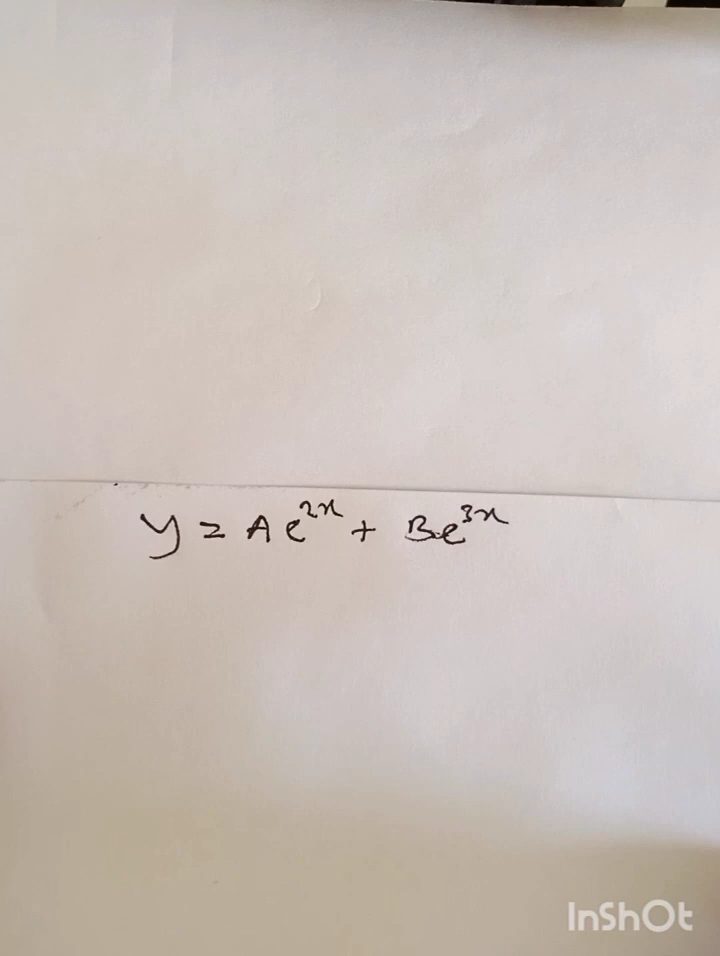 y = Ae^{2x} + Be^{3x}
InShOt